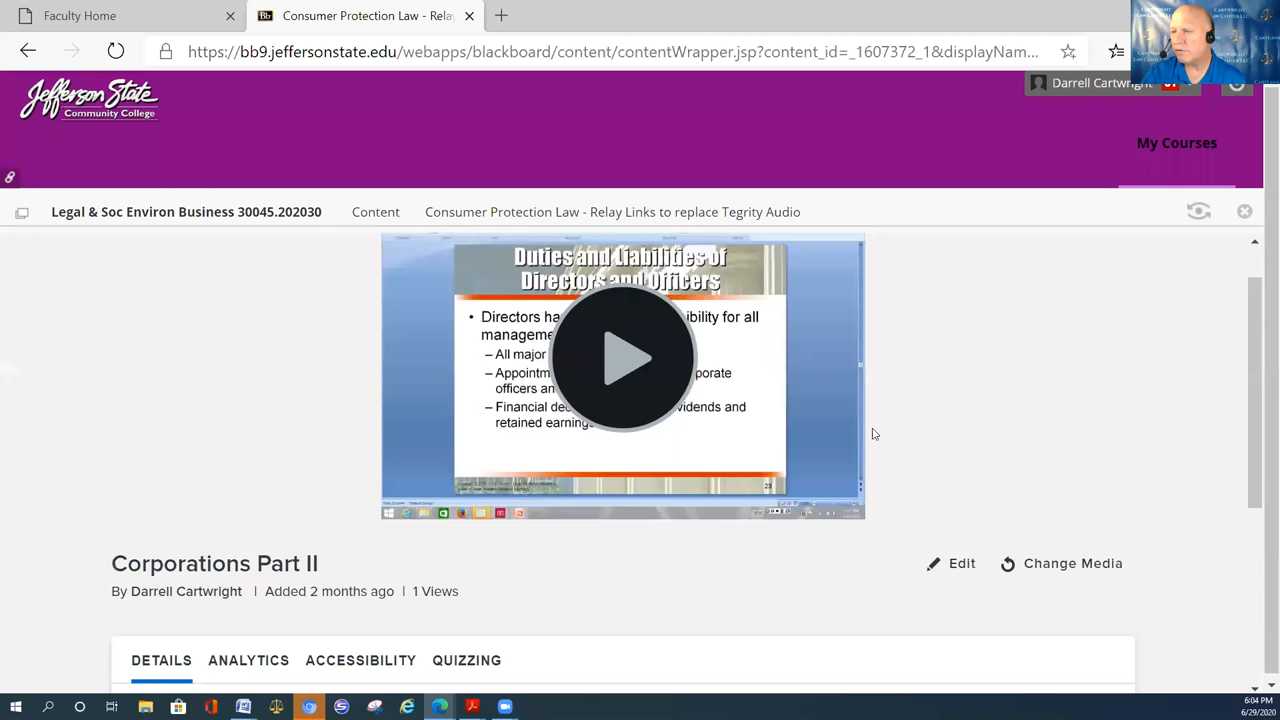 Faculty Home
Consumer Protection Law - Rela
https://bb9.jeffersonstate.edu/webapps/blackboard/content/contentWrapper.jsp?content_id=_1607372_1&displayNam...
Jefferson State
Community College
Darrell Cartwright
My Courses
Legal & Soc Environ Business 30045.202030
Content
Consumer Protection Law - Relay Links to replace Tegrity Audio
Duties and Liabilities of
Directors and Officers
• Directors ha ibility for all
manageme
– All major
– Appointm porate
officers an
– Financial dec vidends and
retained earning
23
Corporations Part II
Edit
Change Media
By Darrell Cartwright | Added 2 months ago | 1 Views
DETAILS
ANALYTICS
ACCESSIBILITY
QUIZZING
6:04 PM
6/29/2020